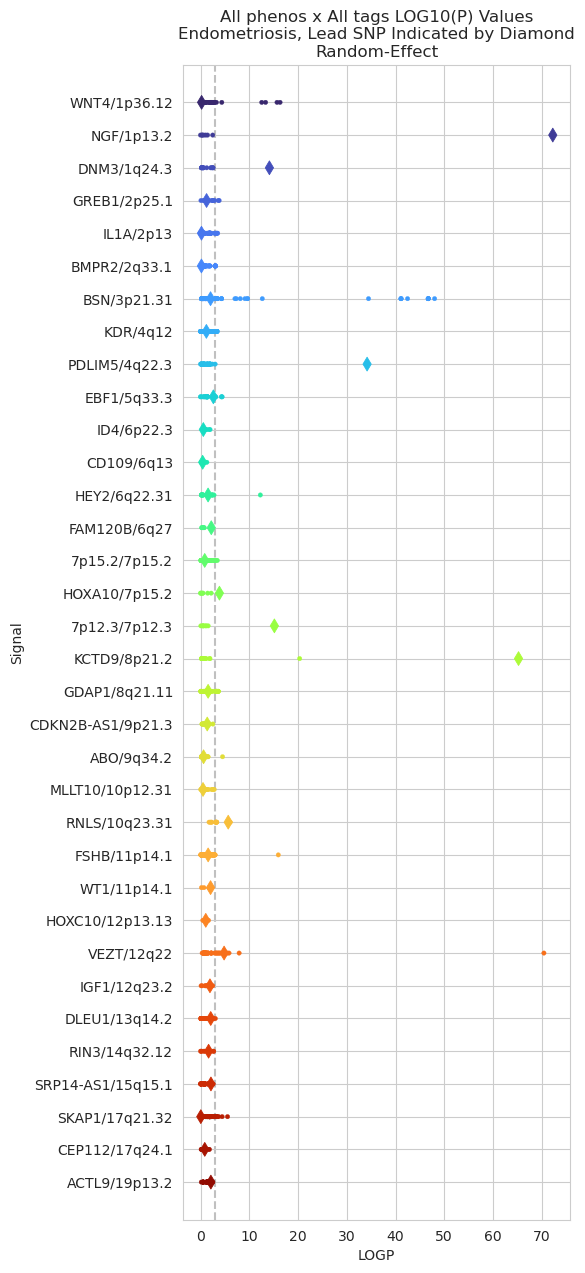 All phenos x All tags LOG10(P) Values
Endometriosis, Lead SNP Indicated by Diamond
Random-Effect
Signal
WNT4/1p36.12
NGF/1p13.2
DNM3/1q24.3
GREB1/2p25.1
IL1A/2p13
BMPR2/2q33.1
BSN/3p21.31
KDR/4q12
PDLIM5/4q22.3
EBF1/5q33.3
ID4/6p22.3
CD109/6q13
HEY2/6q22.31
FAM120B/6q27
7p15.2/7p15.2
HOXA10/7p15.2
7p12.3/7p12.3
KCTD9/8p21.2
GDAP1/8q21.11
CDKN2B-AS1/9p21.3
ABO/9q34.2
MLLT10/10p12.31
RNLS/10q23.31
FSHB/11p14.1
WT1/11p14.1
HOXC10/12p13.13
VEZT/12q22
IGF1/12q23.2
DLEU1/13q14.2
RIN3/14q32.12
SRP14-AS1/15q15.1
SKAP1/17q21.32
CEP112/17q24.1
ACTL9/19p13.2
0 10 20 30 40 50 60 70
LOGP